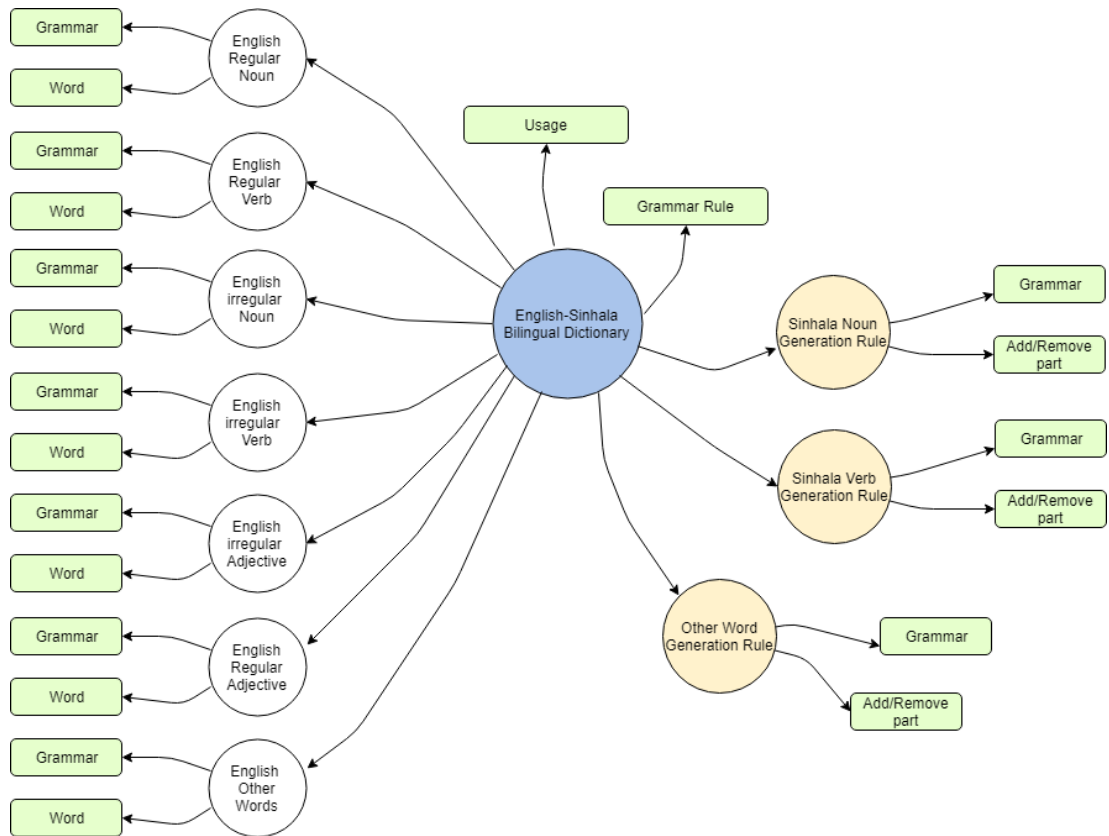 Grammar
Word
English
Regular
Noun
Grammar
Word
English
Regular
Verb
Grammar
Word
English
irregular
Noun
Grammar
Word
English
irregular
Verb
Grammar
Word
English
irregular
Adjective
Grammar
Word
English
Regular
Adjective
Grammar
Word
English
Other
Words
Usage
Grammar Rule
English-Sinhala
Bilingual Dictionary
Sinhala Noun
Generation Rule
Grammar
Add/Remove
part
Sinhala Verb
Generation Rule
Grammar
Add/Remove
part
Other Word
Generation Rule
Grammar
Add/Remove
part